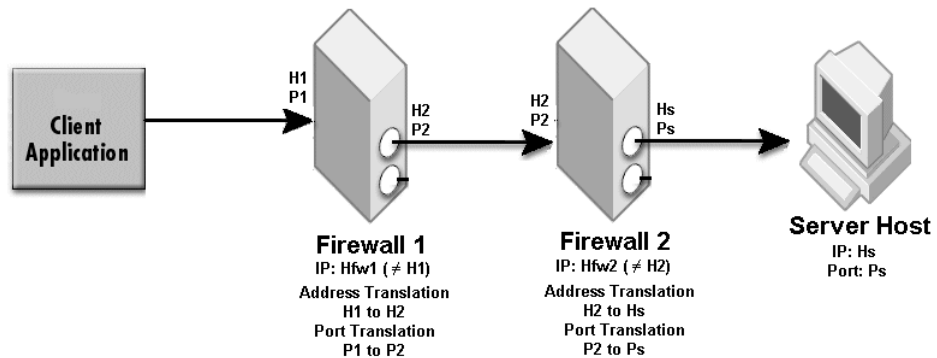 Client
Application
H1
P1
H2
P2
H2
P2
Hs
Ps
Firewall 1
IP: Hfw1 ( ≠ H1)
Address Translation
H1 to H2
Port Translation
P1 to P2
Firewall 2
IP: Hfw2 ( ≠ H2)
Address Translation
H2 to Hs
Port Translation
P2 to Ps
Server Host
IP: Hs
Port: Ps